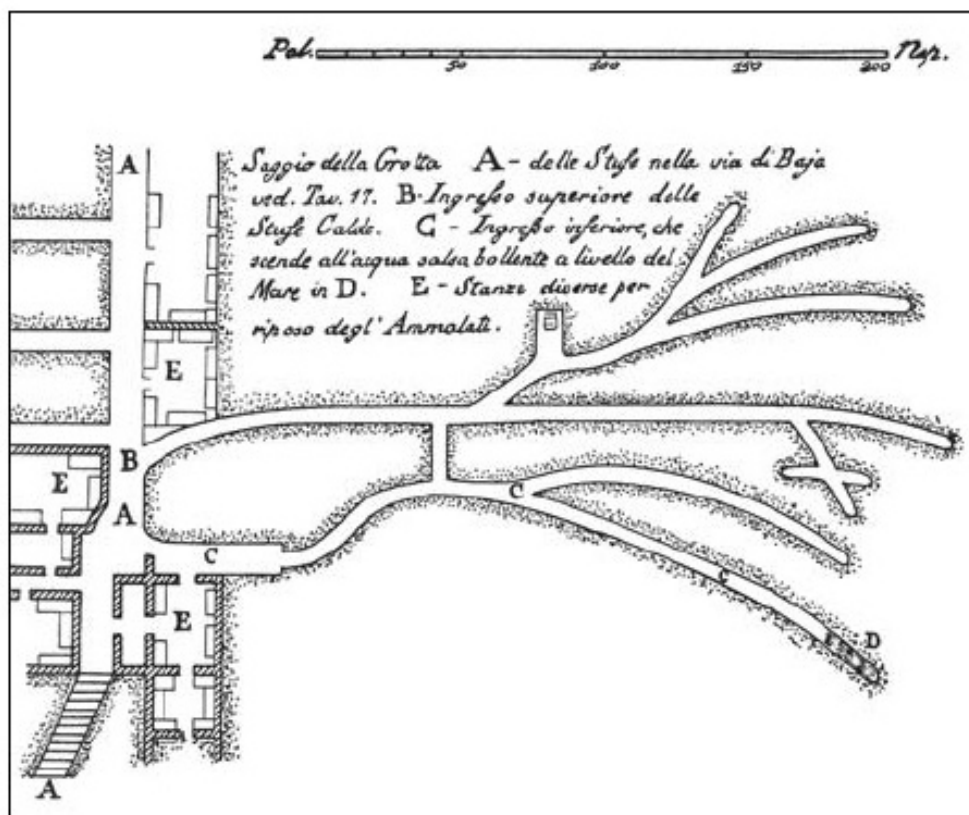 Pal. Nap.
50 100 150 200
Saggio della Grotta A - delle Stufe nella via di Baja
ved. Tav. 17. B - Ingresso superiore delle
Stufe Calde. C - Ingresso inferiore, che
scende all'acqua salsa bollente a livello del
Mare in D. E - Stanze diverse per
riposo degl' Ammalati.
A
E
B
E
A
C
C
C
E
D
A